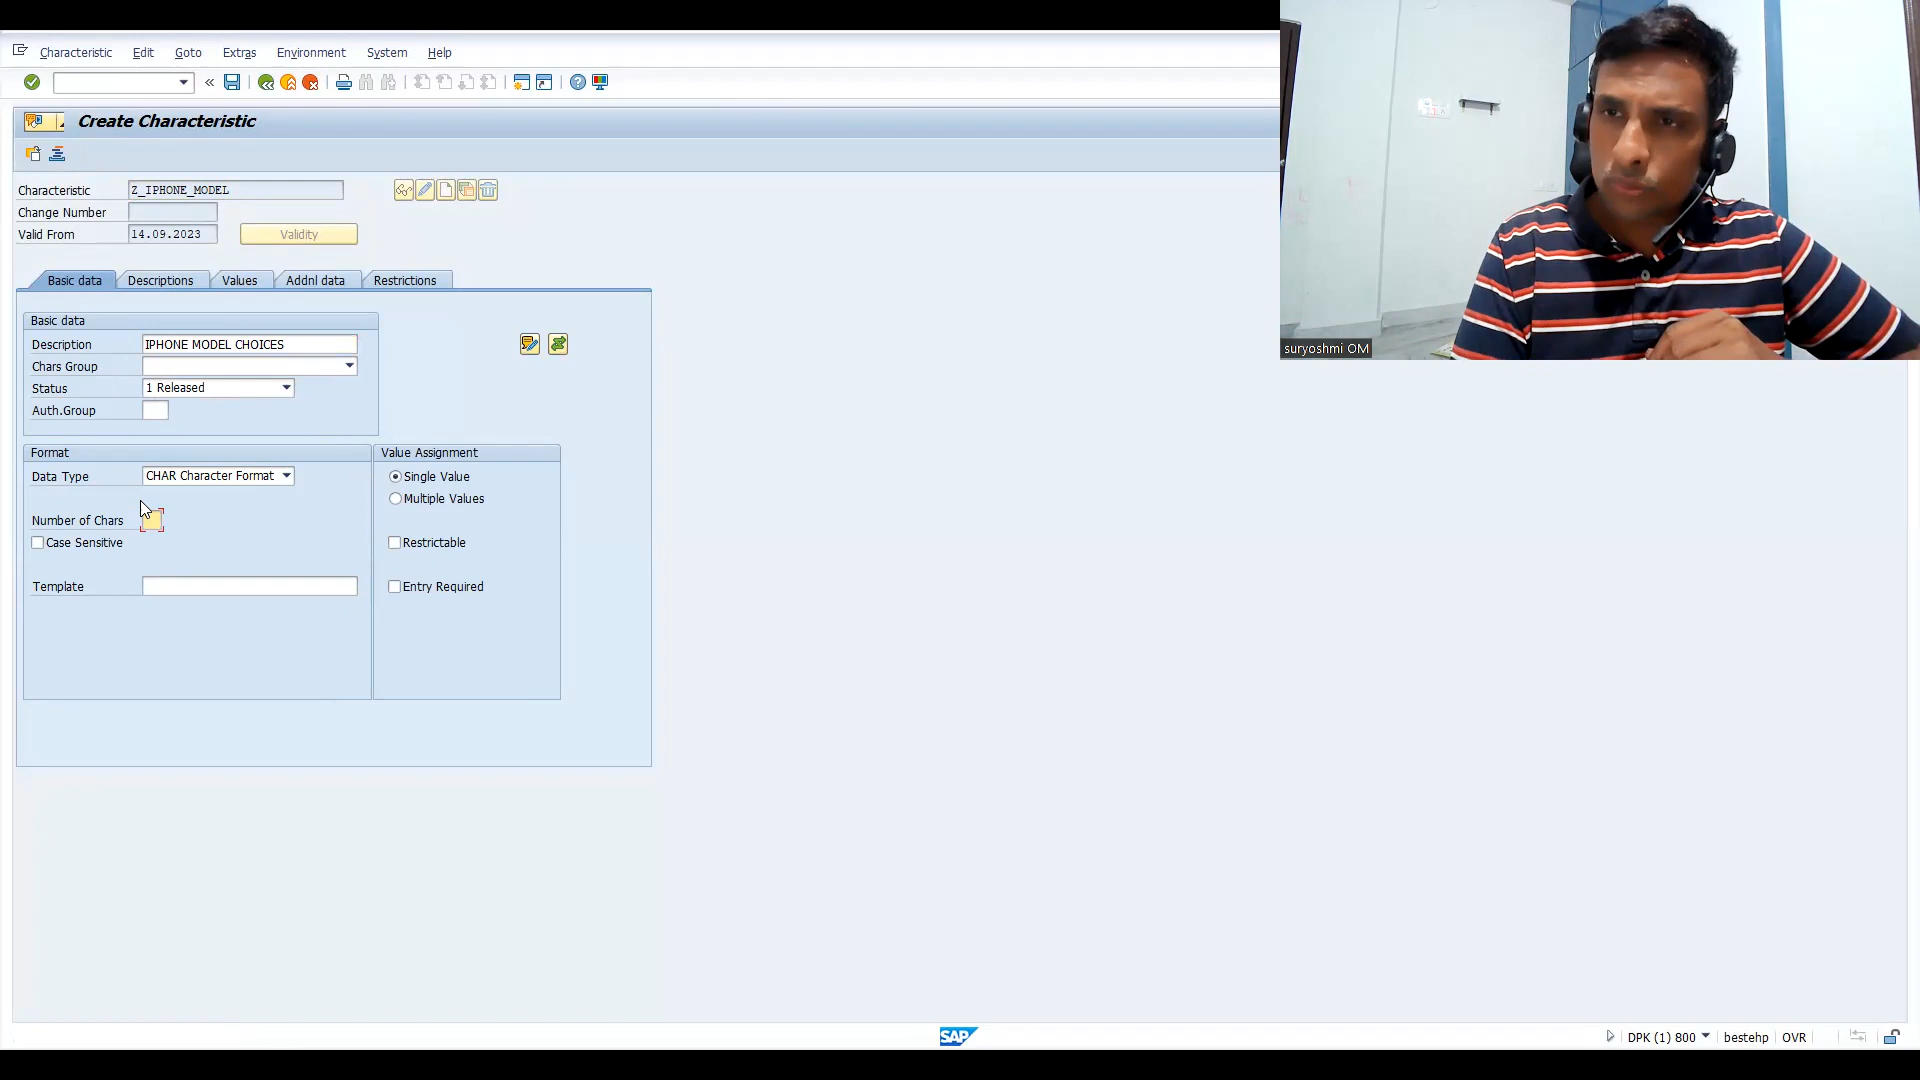 Characteristic Edit Goto Extras Environment System Help
Create Characteristic
Characteristic Z_IPHONE_MODEL
Change Number
Valid From 14.09.2023 Validity
Basic data Descriptions Values Addnl data Restrictions
Basic data
Description IPHONE MODEL CHOICES
Chars Group
Status 1 Released
Auth.Group
Format Value Assignment
Data Type CHAR Character Format Single Value
Multiple Values
Number of Chars
Case Sensitive Restrictable
Template Entry Required
suryoshmi OM
SAP DPK (1) 800 bestehp OVR